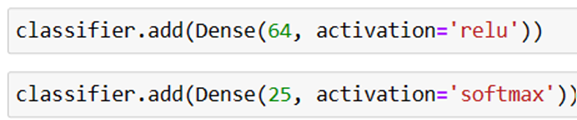 classifier.add(Dense(64, activation='relu'))
classifier.add(Dense(25, activation='softmax'))